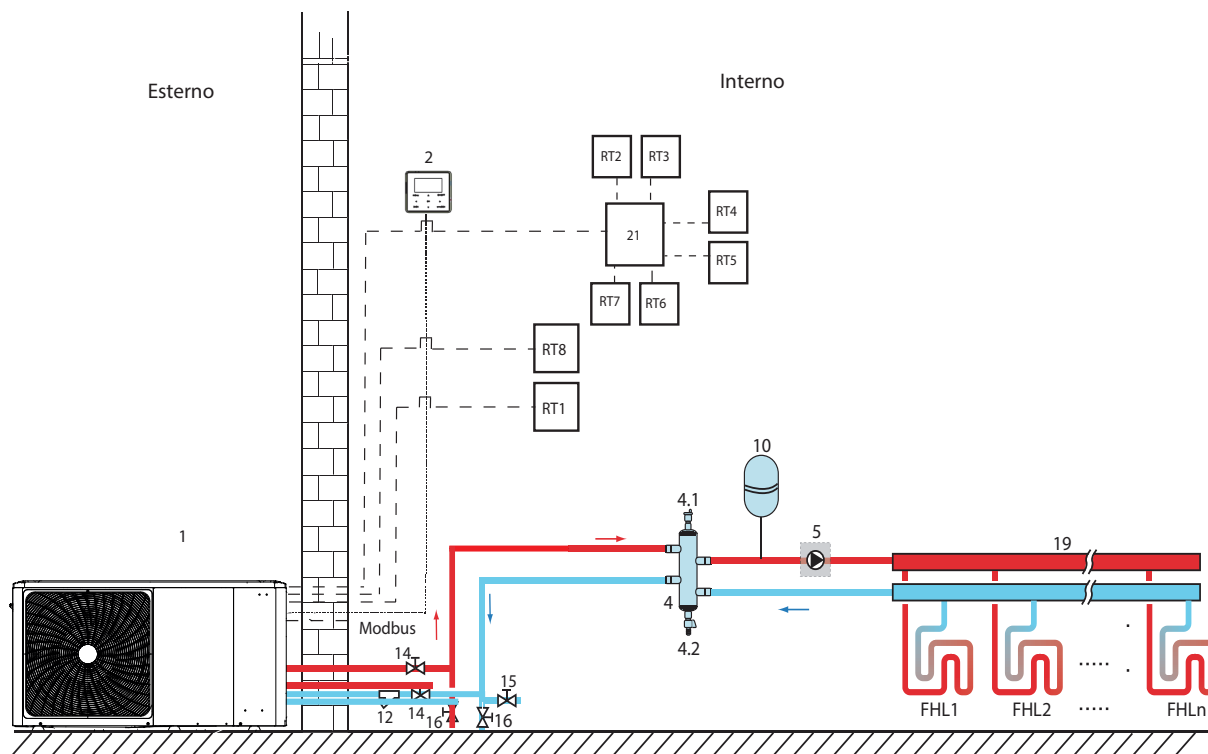 Esterno
Interno
2
RT2
RT3
RT4
21
RT5
RT7
RT6
RT8
RT1
1
10
4.1
5
19
4
4.2
Modbus
14
15
12
14
16
16
FHL1
FHL2
.....
.....
.
.
FHLn